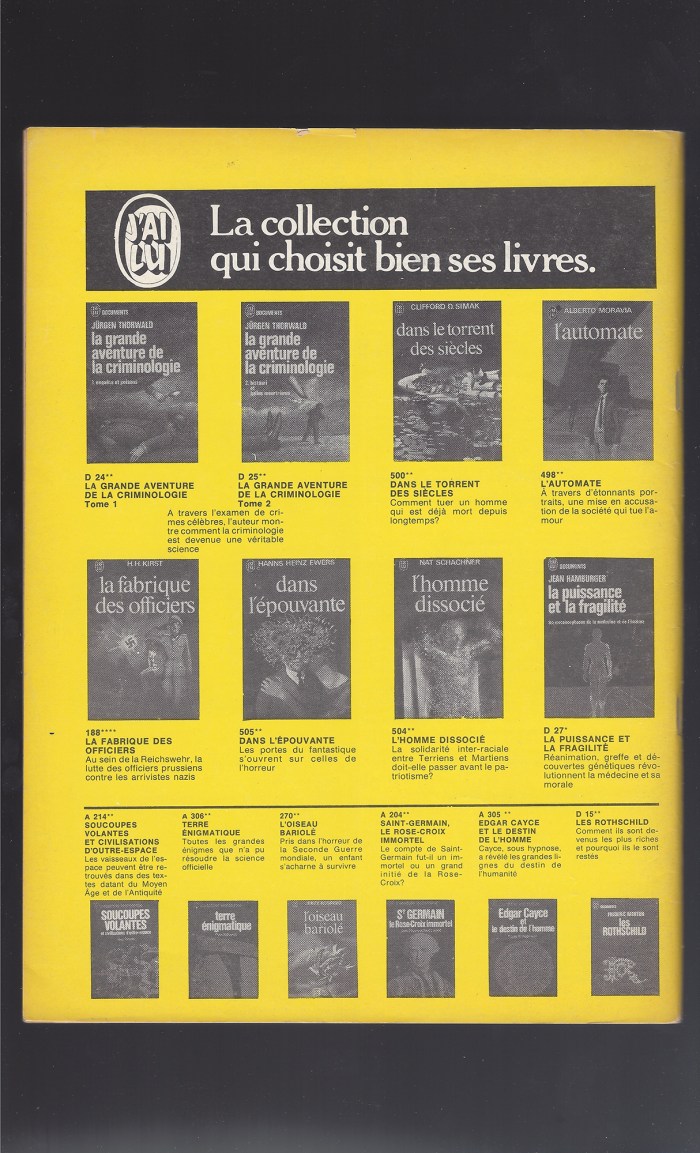 J'AI
LU
La collection
qui choisit bien ses livres.
DOCUMENTS
JÜRGEN THORWALD
la grande
aventure de
la criminologie
1. empreintes et poisons
DOCUMENTS
JÜRGEN THORWALD
la grande
aventure de
la criminologie
CLIFFORD D. SIMAK
dans le torrent
des siècles
ALBERTO MORAVIA
l'automate
D 24**
LA GRANDE AVENTURE
DE LA CRIMINOLOGIE
Tome 1
D 25**
LA GRANDE AVENTURE
DE LA CRIMINOLOGIE
Tome 2
A travers l'examen de cri-
mes célèbres, l'auteur mon-
tre comment la criminologie
est devenue une véritable
science
500**
DANS LE TORRENT
DES SIÈCLES
Comment tuer un homme
qui est déjà mort depuis
longtemps?
498**
L'AUTOMATE
À travers d'étonnants por-
traits, une mise en accusa-
tion de la société qui tue l'a-
mour
H.H. KIRST
la fabrique
des officiers
HANNS HEINZ EWERS
dans
l'épouvante
NAT SCHACHNER
l'homme
dissocié
DOCUMENTS
JEAN HAMBURGER
la puissance
et la fragilité
188****
LA FABRIQUE DES
OFFICIERS
Au sein de la Reichswehr, la
lutte des officiers prussiens
contre les arrivistes nazis
505**
DANS L'ÉPOUVANTE
Les portes du fantastique
s'ouvrent sur celles de
l'horreur
504**
L'HOMME DISSOCIÉ
La solidarité inter-raciale
entre Terriens et Martiens
doit-elle passer avant le pa-
triotisme?
D 27*
LA PUISSANCE ET
LA FRAGILITÉ
Réanimation, greffe et dé-
couvertes génétiques révo-
lutionnent la médecine et sa
morale
A 214**
SOUCOUPES
VOLANTES
ET CIVILISATIONS
D'OUTRE-ESPACE
Les vaisseaux de l'es-
pace peuvent être re-
trouvés dans des tex-
tes datant du Moyen
Âge et de l'Antiquité
A 306**
TERRE
ÉNIGMATIQUE
Toutes les grandes
énigmes que n'a pu
résoudre la science
officielle
270**
L'OISEAU
BARIOLÉ
Pris dans l'horreur de
la Seconde Guerre
mondiale, un enfant
s'acharne à survivre
A 204**
SAINT-GERMAIN,
LE ROSE-CROIX
IMMORTEL
Le compte de Saint-
Germain fut-il un im-
mortel ou un grand
initié de la Rose-
Croix?
A 305 **
EDGAR CAYCE
ET LE DESTIN
DE L'HOMME
Cayce, sous hypnose,
a révélé les grandes li-
gnes du destin de
l'humanité
D 15**
LES ROTHSCHILD
Comment ils sont de-
venus les plus riches
et pourquoi ils le sont
restés
SOUCOUPES
VOLANTES
et civilisations d'outre-espace
terre
énigmatique
l'oiseau
bariolé
St GERMAIN
le Rose-Croix immortel
Edgar Cayce
et
le destin de l'homme
les
ROTHSCHILD